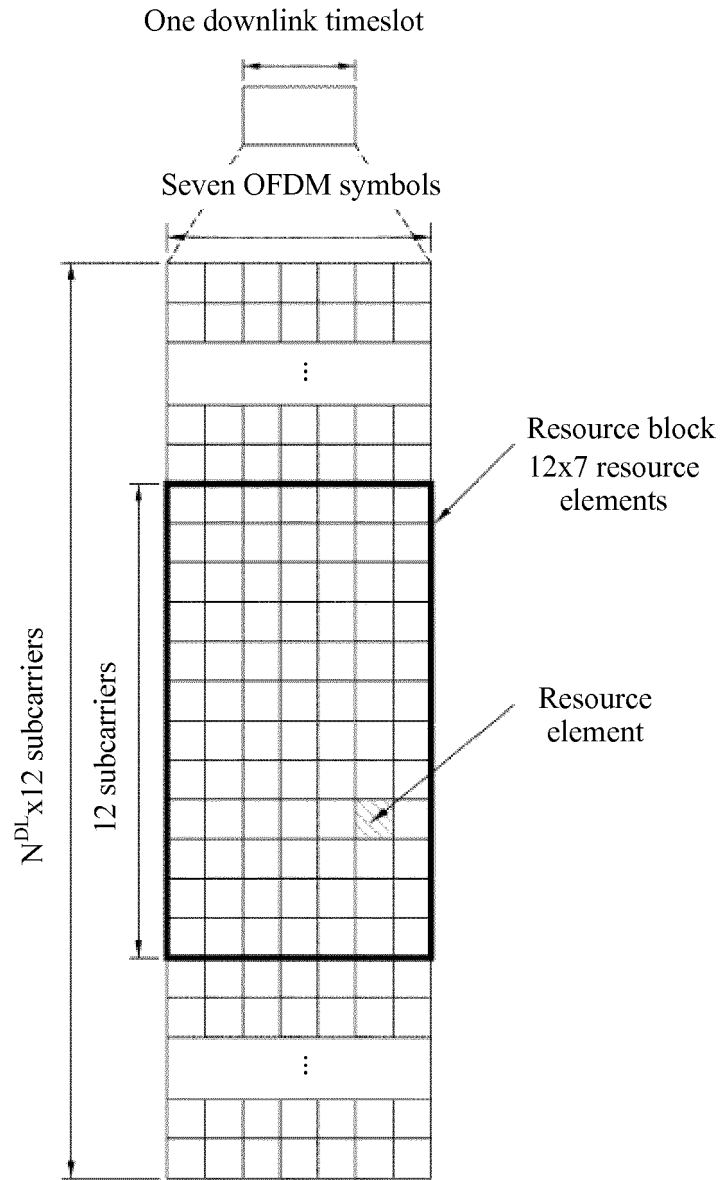 One downlink timeslot
Seven OFDM symbols
⋮
Resource block
12x7 resource
elements
N^DL x12 subcarriers
12 subcarriers
Resource
element
⋮